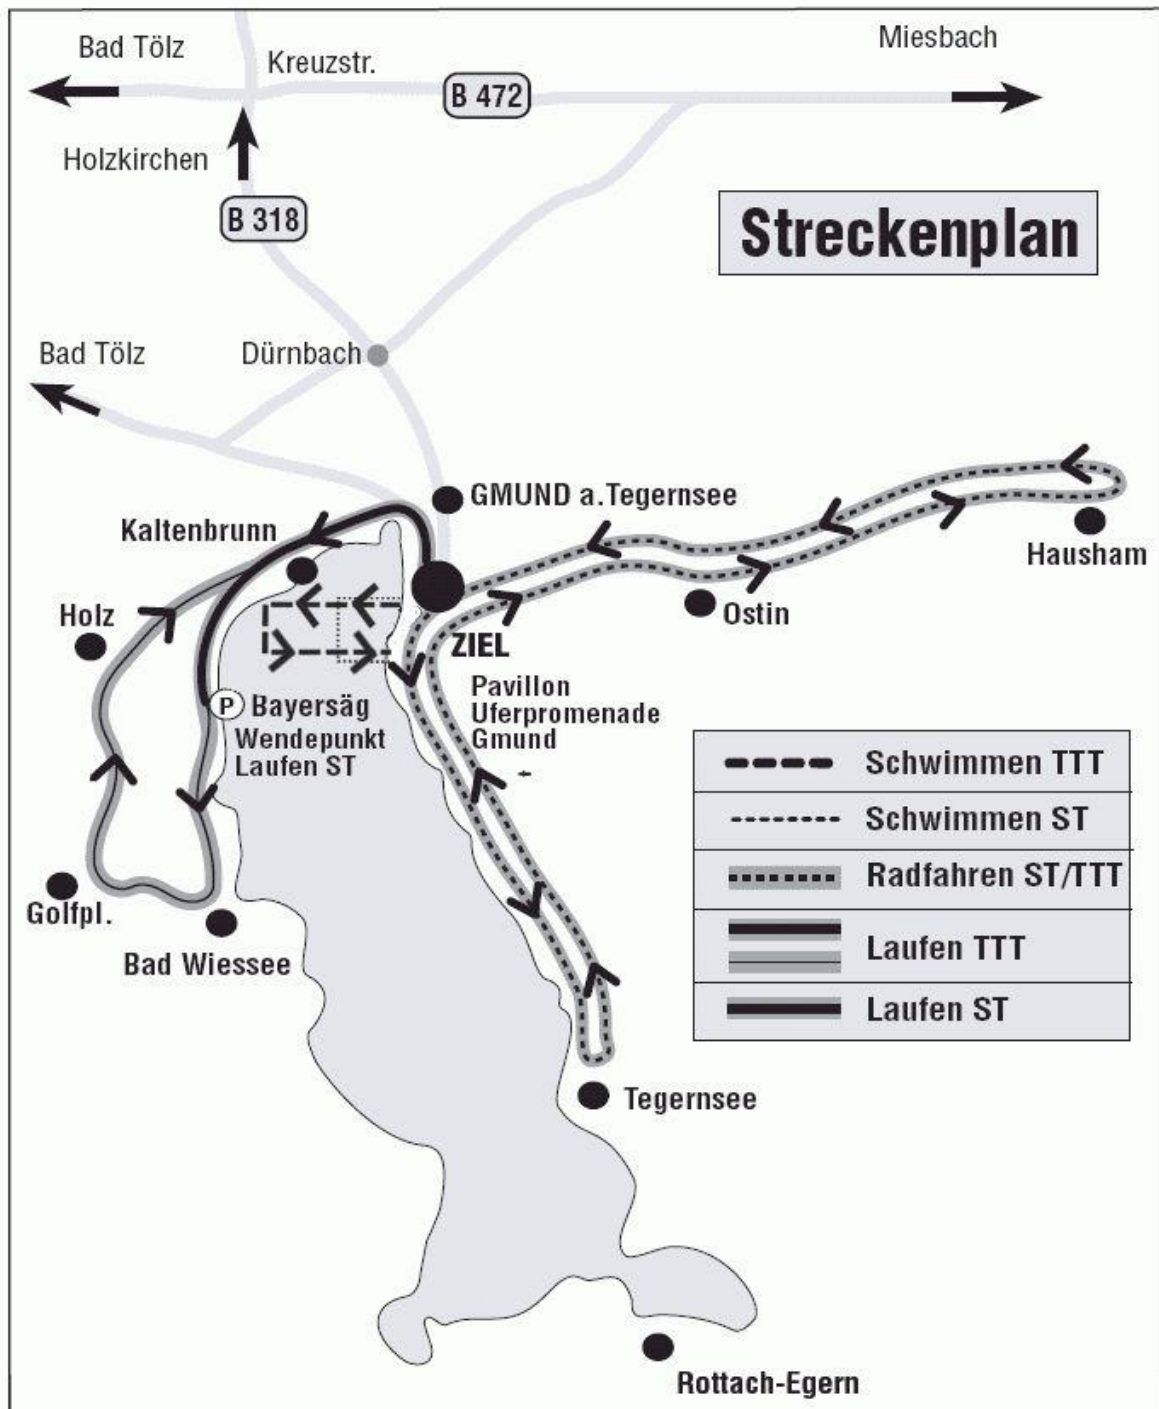 Bad Tölz
Kreuzstr.
Miesbach
B 472
Holzkirchen
B 318
Streckenplan
Bad Tölz
Dürnbach
GMUND a.Tegernsee
Kaltenbrunn
Hausham
Holz
Ostin
ZIEL
P
Bayersäg
Wendepunkt
Laufen ST
Pavillon
Uferpromenade
Gmund
Schwimmen TTT
Schwimmen ST
Radfahren ST/TTT
Laufen TTT
Laufen ST
Golfpl.
Bad Wiessee
Tegernsee
Rottach-Egern